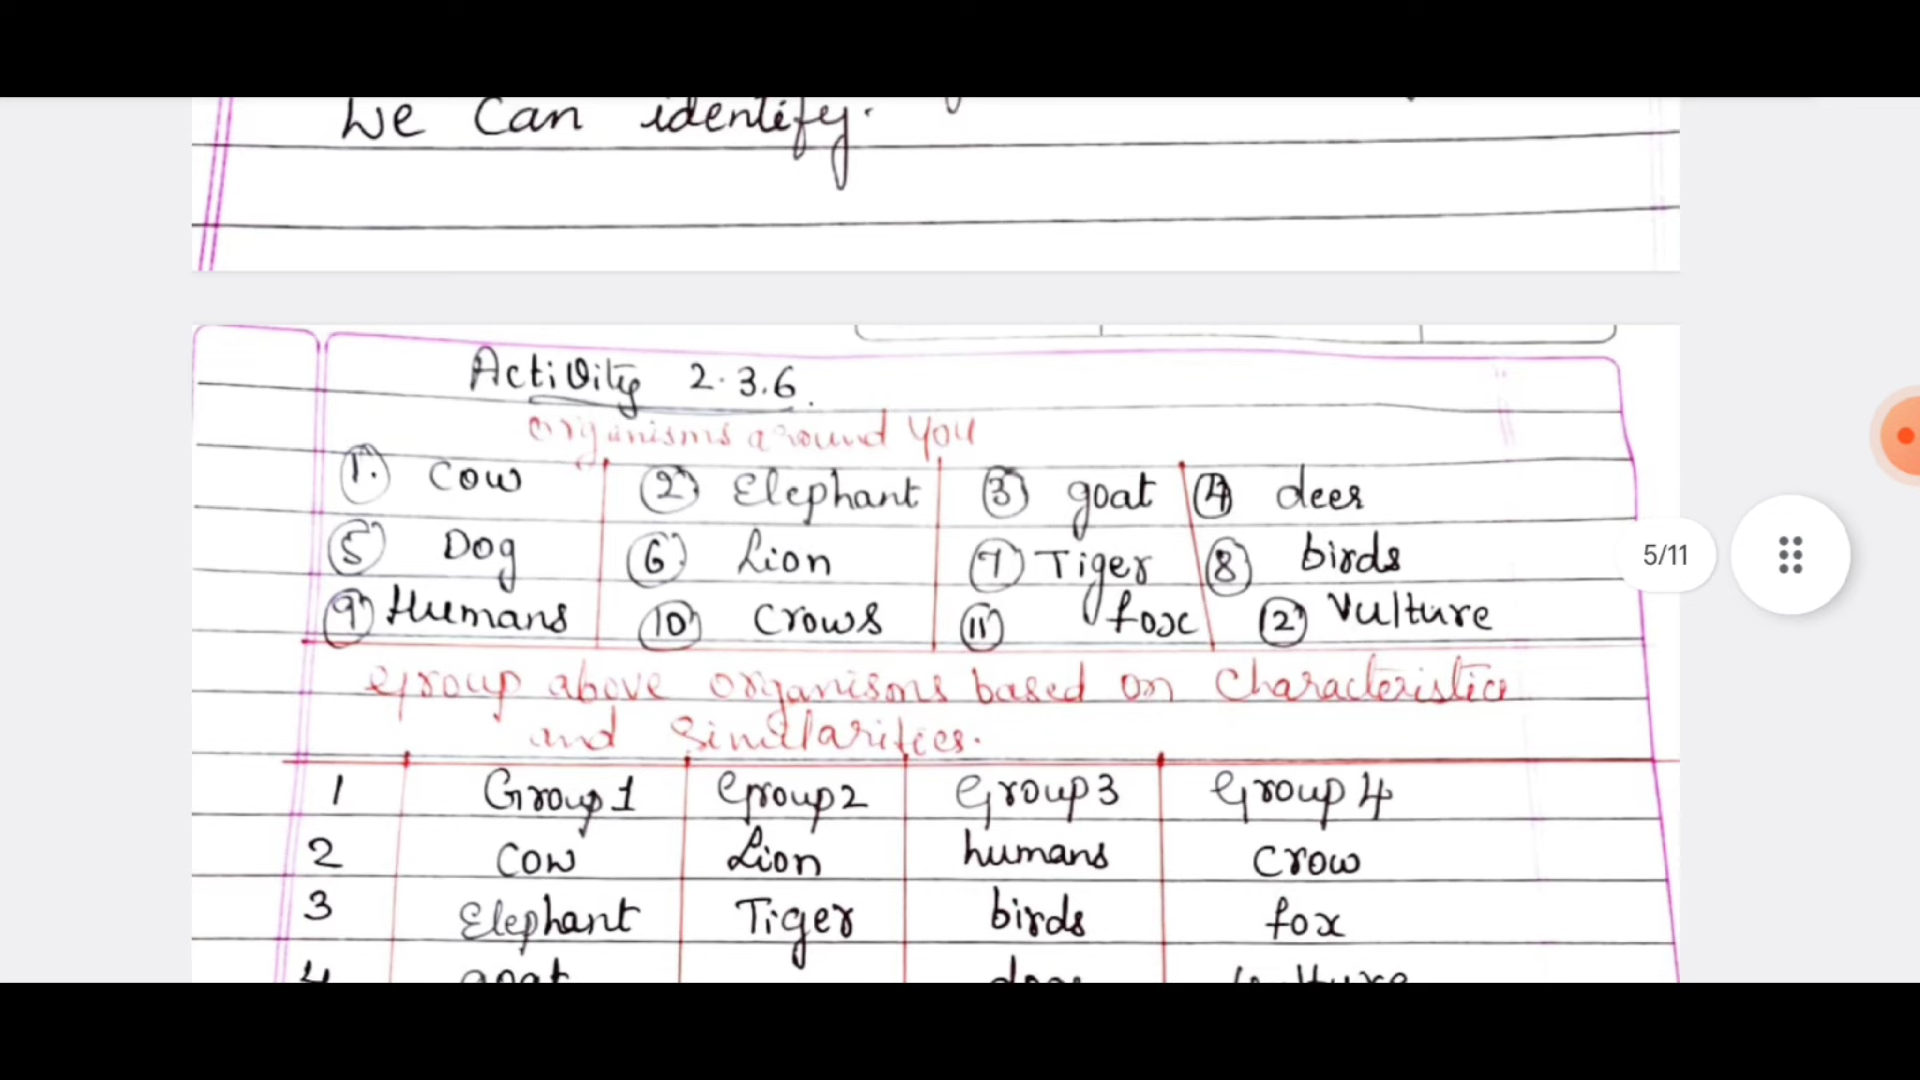 We Can identify.
Activity 2.3.6.
organisms around you
1. Cow 2 Elephant 3 goat 4 deer
5 Dog 6 Lion 7 Tiger 8 birds
9 Humans 10 Crows 11 fox 12 Vulture
Group above organisms based on Characteristics
and Similarities.
1 Group 1 Group 2 Group 3 Group 4
2 Cow Lion humans Crow
3 Elephant Tiger birds fox
4 goat
5/11